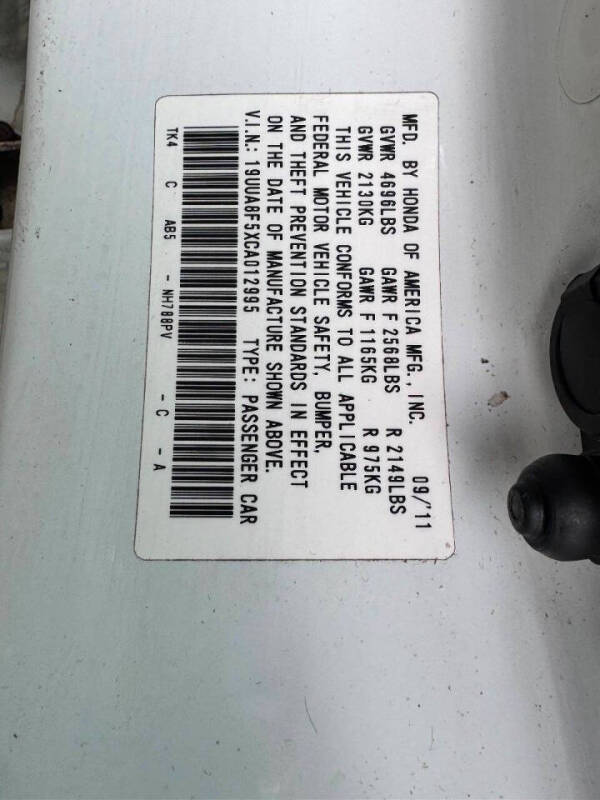 MFD. BY HONDA OF AMERICA MFG., INC. 09/'11
GVWR 4696LBS GAWR F 2568LBS R 2149LBS
GVWR 2130KG GAWR F 1165KG R 975KG
THIS VEHICLE CONFORMS TO ALL APPLICABLE
FEDERAL MOTOR VEHICLE SAFETY, BUMPER,
AND THEFT PREVENTION STANDARDS IN EFFECT
ON THE DATE OF MANUFACTURE SHOWN ABOVE.
V.I.N.: 19UUA8F5XCA012995 TYPE: PASSENGER CAR
TK4 C AB5 - NH788PV - C - A